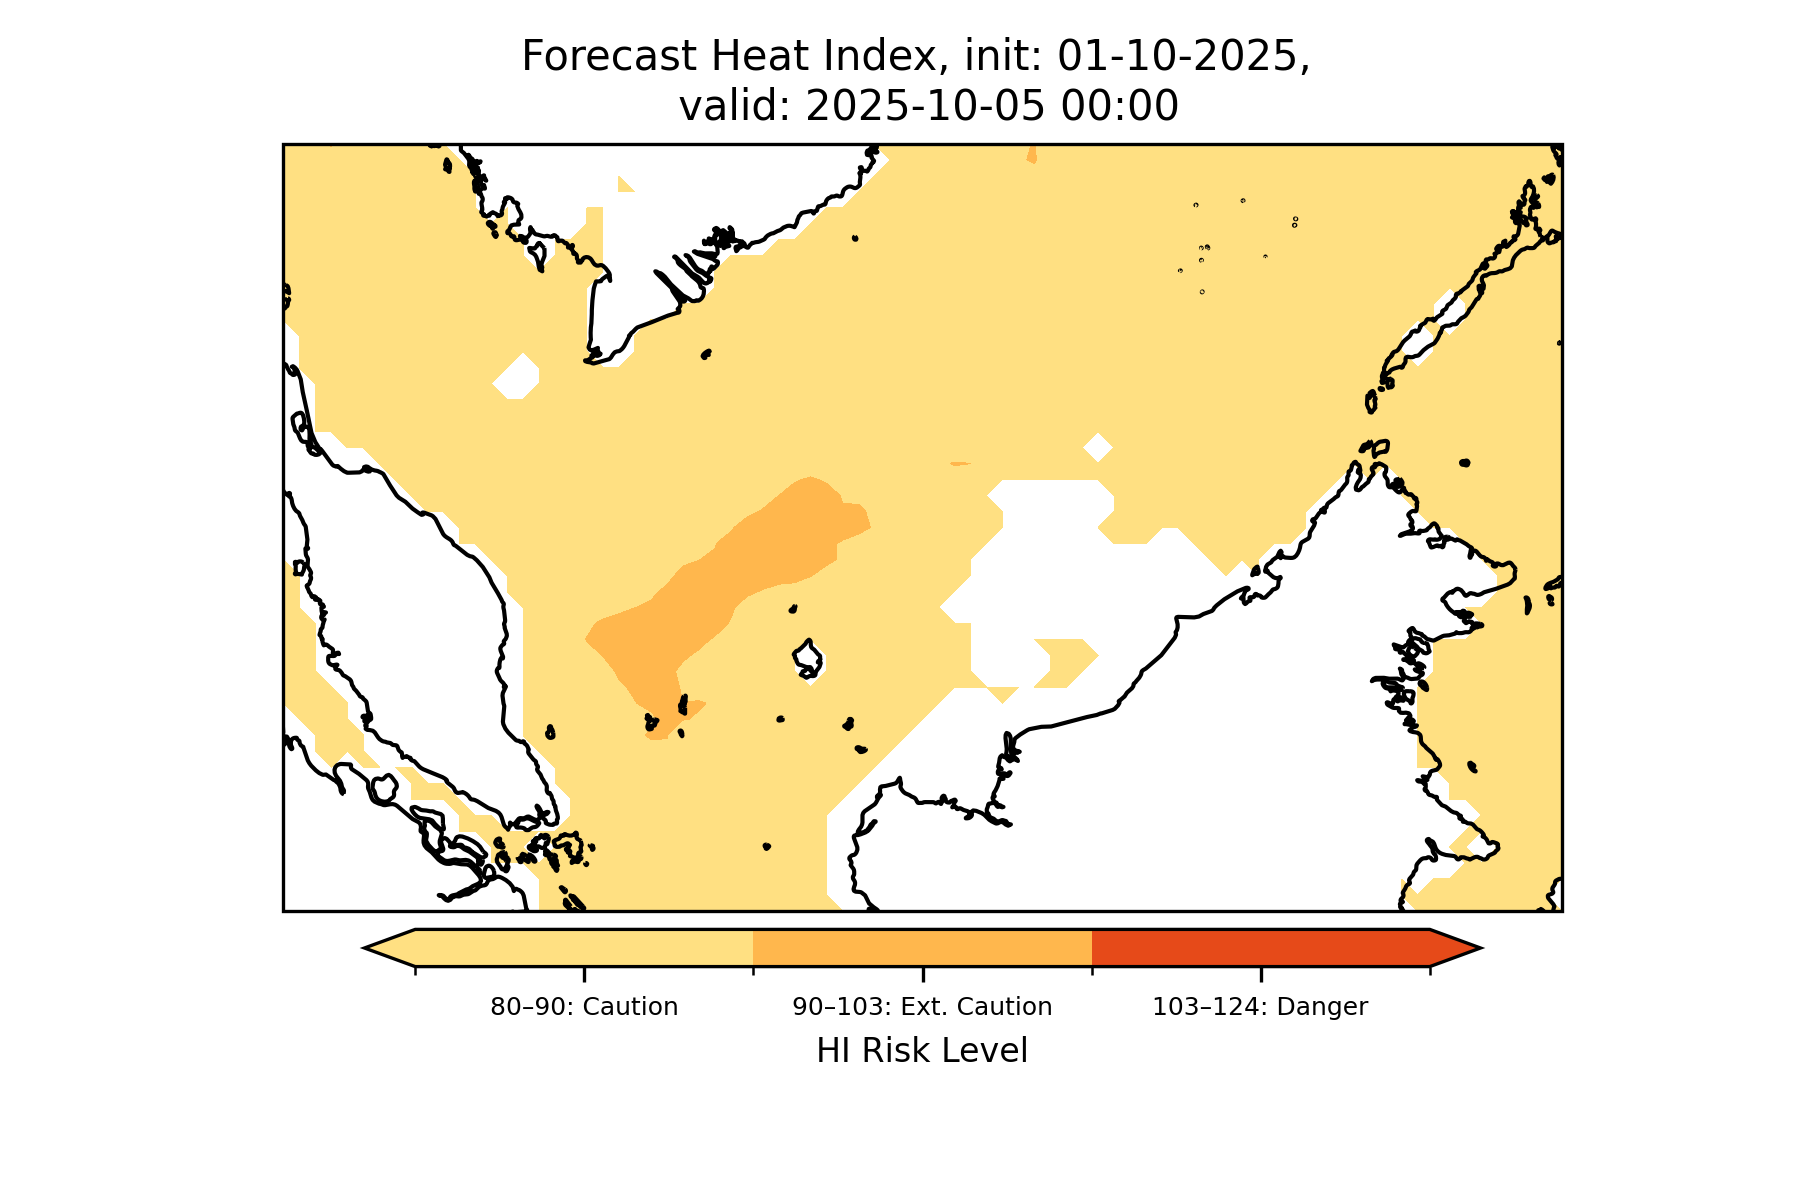 Forecast Heat Index, init: 01-10-2025,
valid: 2025-10-05 00:00
80–90: Caution
90–103: Ext. Caution
103–124: Danger
HI Risk Level